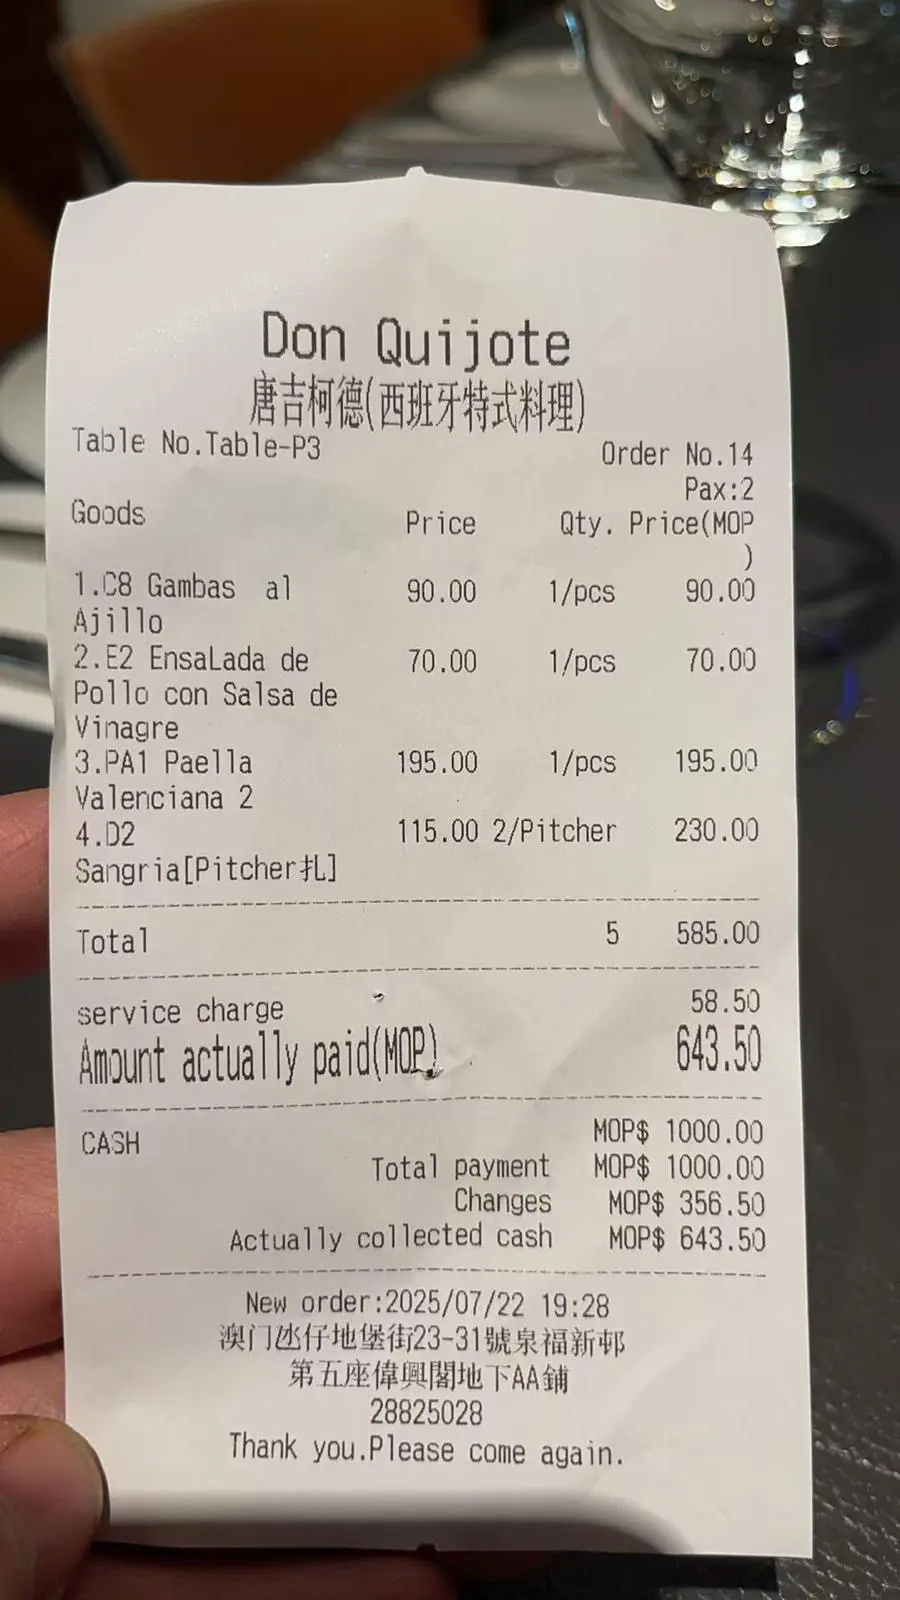 Don Quijote
唐吉柯德(西班牙特式料理)
Table No.Table-P3
Order No.14
Pax:2
Goods Price Qty. Price(MOP
)
1.C8 Gambas al 90.00 1/pcs 90.00
Ajillo
2.E2 EnsaLada de 70.00 1/pcs 70.00
Pollo con Salsa de
Vinagre
3.PA1 Paella 195.00 1/pcs 195.00
Valenciana 2
4.D2 115.00 2/Pitcher 230.00
Sangria[Pitcher扎]
Total 5 585.00
service charge 58.50
Amount actually paid(MOP) 643.50
CASH MOP$ 1000.00
Total payment MOP$ 1000.00
Changes MOP$ 356.50
Actually collected cash MOP$ 643.50
New order:2025/07/22 19:28
澳门氹仔地堡街23-31號泉福新邨
第五座偉興閣地下AA鋪
28825028
Thank you.Please come again.